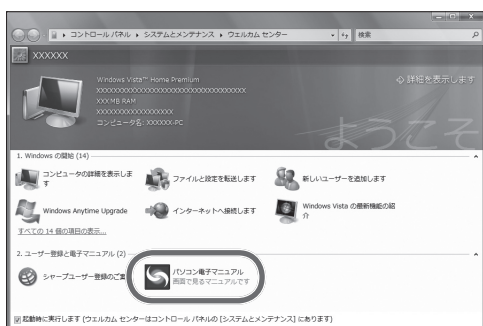 コントロール パネル ▸ システムとメンテナンス ▸ ウェルカム センター
検索
XXXXXX
Windows Vista™ Home Premium
XXXXXXXXXXXXXXXXXXXXXXXXXXXXXXXXXX
XXX MB RAM
XXXXXXXXXXXXXXXXX
コンピュータ名: XXXXXX-PC
詳細を表示します
ようこそ
1. Windows の開始 (14)
コンピュータの詳細を表示しま
す
ファイルと設定を転送します
新しいユーザーを追加します
Windows Anytime Upgrade
インターネットへ接続します
Windows Vista の最新機能の紹
介
すべての 14 個の項目の表示...
2. ユーザー登録と電子マニュアル (2)
シャープユーザー登録のご案
パソコン電子マニュアル
画面で見るマニュアルです
起動時に実行します (ウェルカム センターはコントロール パネルの [システムとメンテナンス] にあります)